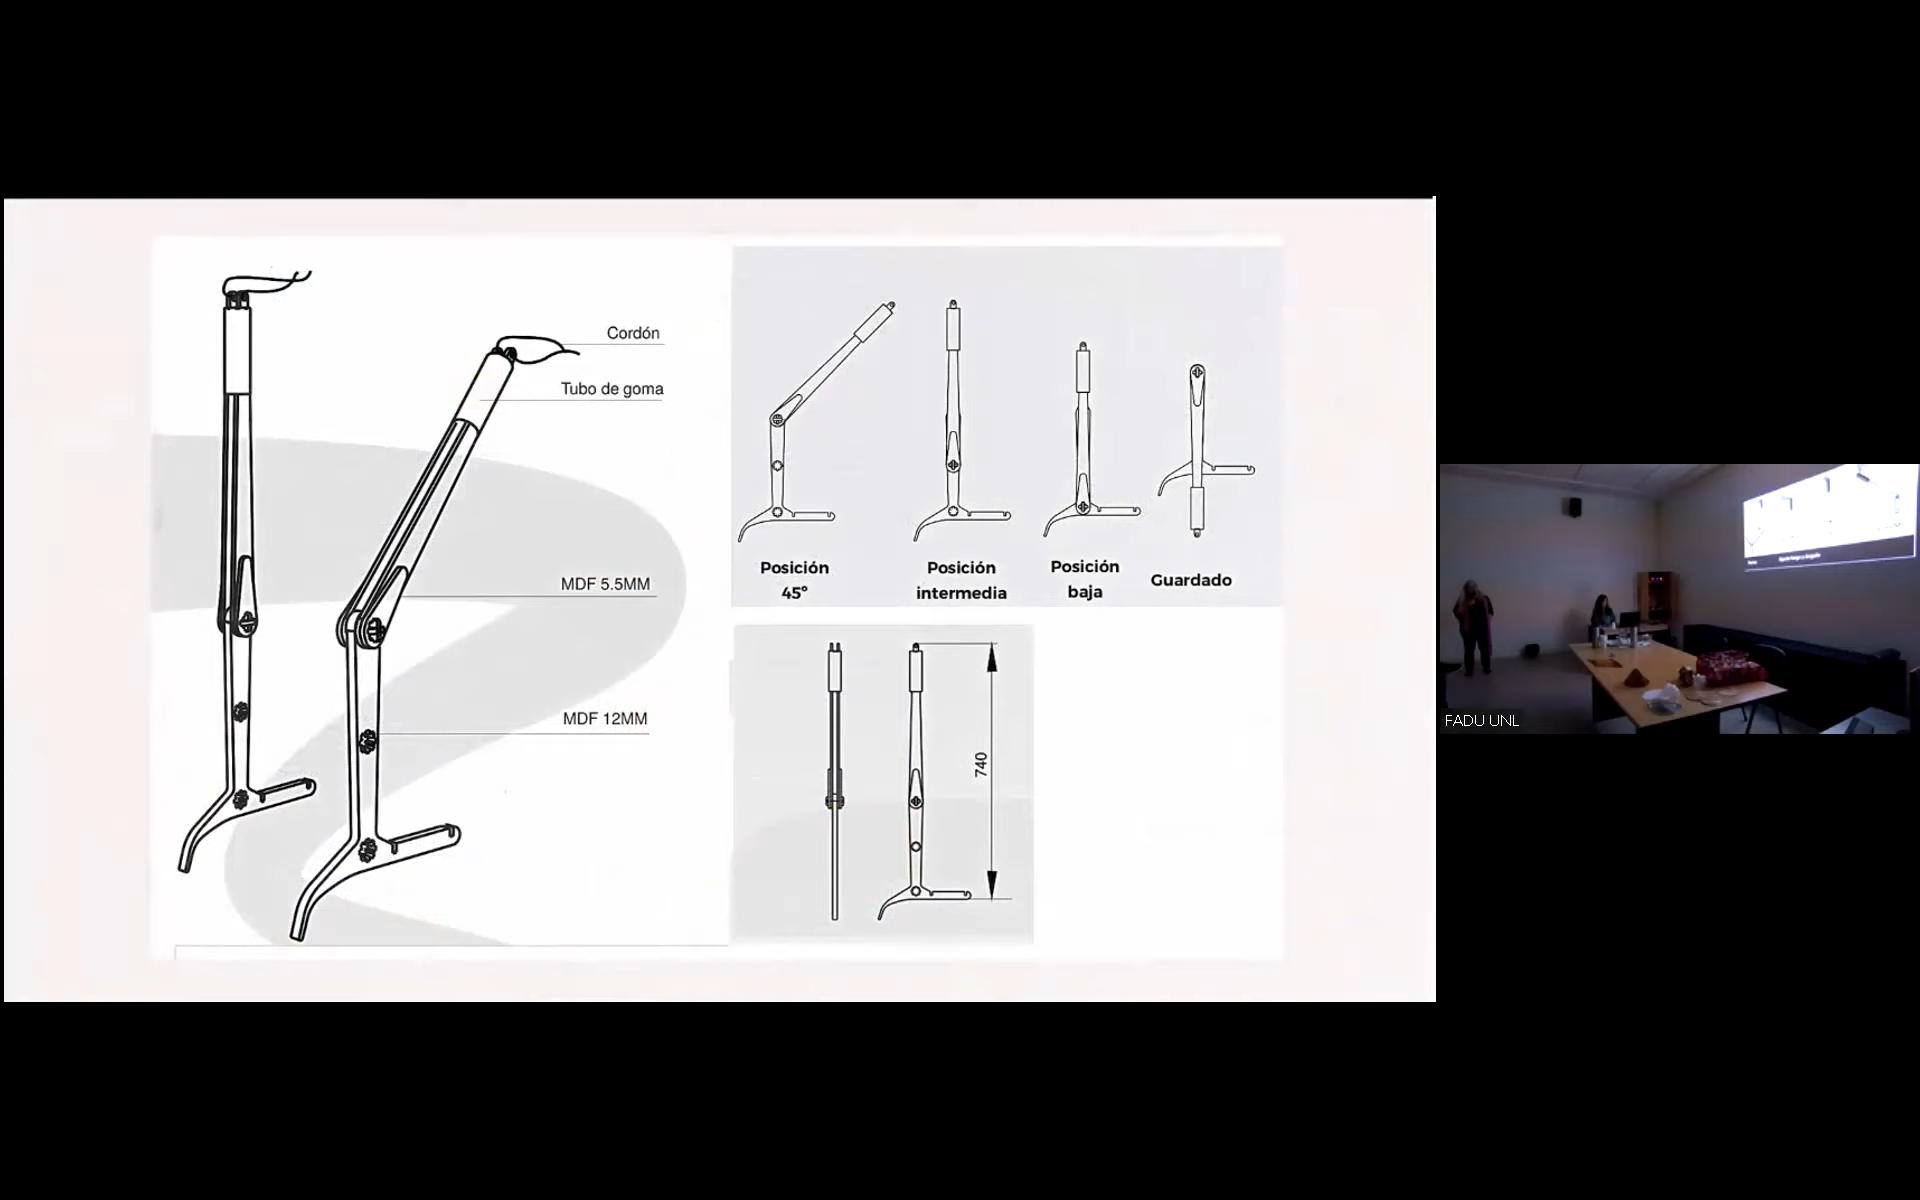 Cordón
Tubo de goma
MDF 5.5MM
MDF 12MM
Posición
45°
Posición
intermedia
Posición
baja
Guardado
740
FADU UNL